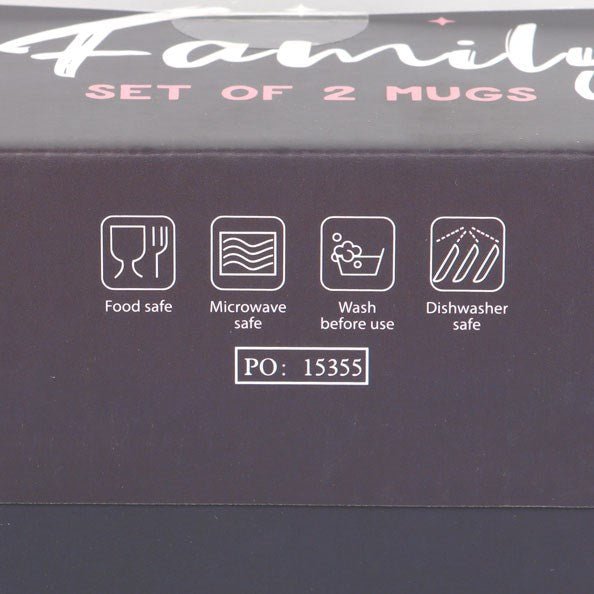 Family
SET OF 2 MUGS
Food safe
Microwave
safe
Wash
before use
Dishwasher
safe
PO: 15355